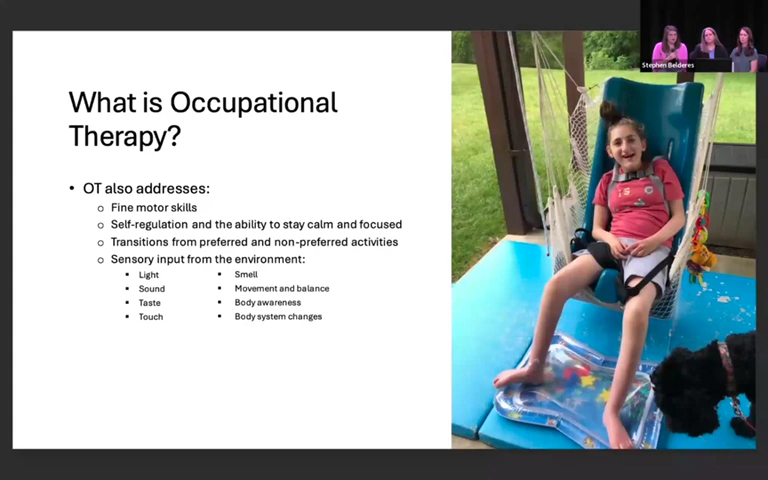 Stephen Belderes
What is Occupational
Therapy?
• OT also addresses:
o Fine motor skills
o Self-regulation and the ability to stay calm and focused
o Transitions from preferred and non-preferred activities
o Sensory input from the environment:
▪ Light
▪ Sound
▪ Taste
▪ Touch
▪ Smell
▪ Movement and balance
▪ Body awareness
▪ Body system changes